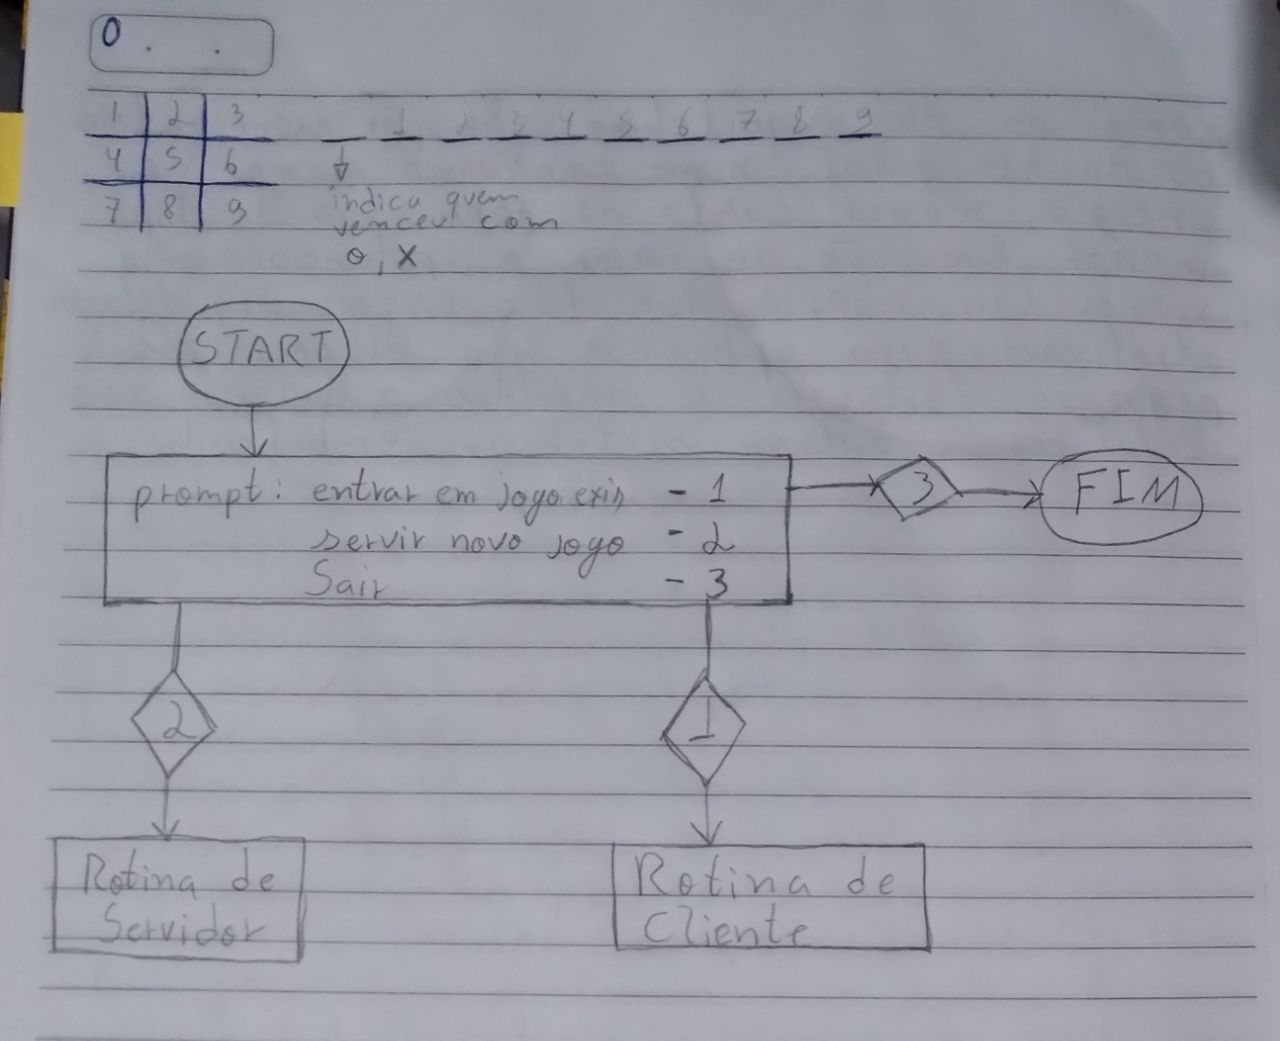 0 . .
1 2 3 _ 1 2 3 4 5 6 7 8 9
4 5 6
7 8 9
indica quem
venceu com
o, X
START
prompt: entrar em jogo exis - 1
servir novo jogo - 2
Sair - 3
3
FIM
2
1
Rotina de
Servidor
Rotina de
Cliente